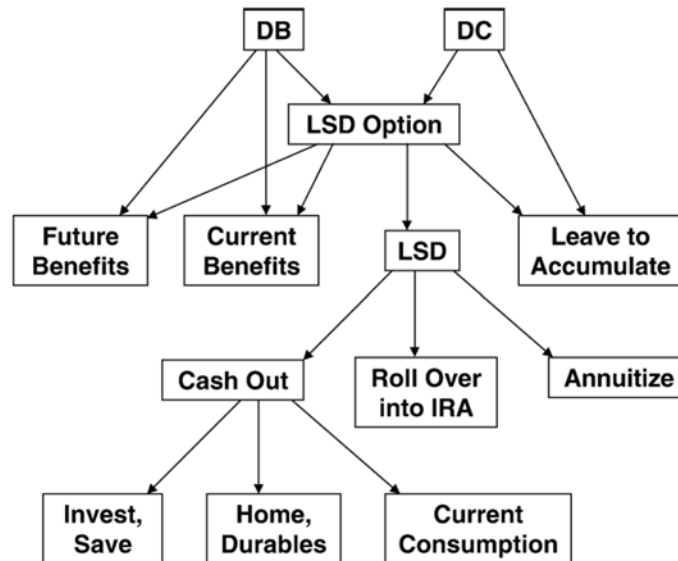 DB
DC
LSD Option
Future
Benefits
Current
Benefits
LSD
Leave to
Accumulate
Cash Out
Roll Over
into IRA
Annuitize
Invest,
Save
Home,
Durables
Current
Consumption